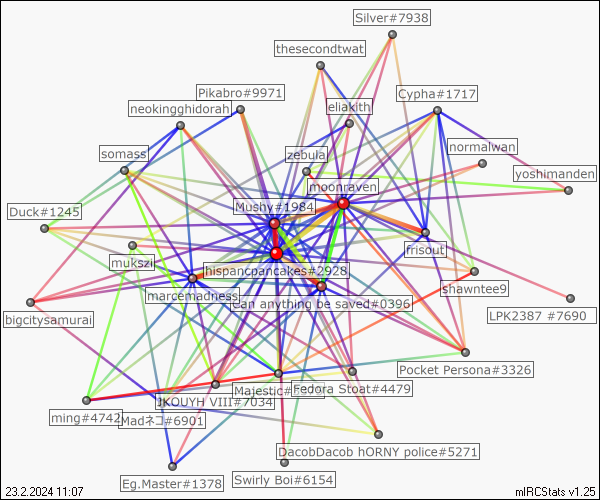 Silver#7938
thesecondtwat
Pikabro#9971
Cypha#1717
neokingghidorah
eliakith
normalwan
somass
zebula
yoshimanden
moonraven
Duck#1245
Mushy#1984
frisout
mukszii
hispancpancakes#2928
shawntee9
marcemadness
Can anything be saved#0396
LPK2387 #7690
bigcitysamurai
Pocket Persona#3326
Fedora Stoat#4479
IKOUYH VIII#7034
ming#4742
Madネコ#6901
DacobDacob hORNY police#5271
Eg.Master#1378
Swirly Boi#6154
23.2.2024 11:07
mIRCStats v1.25